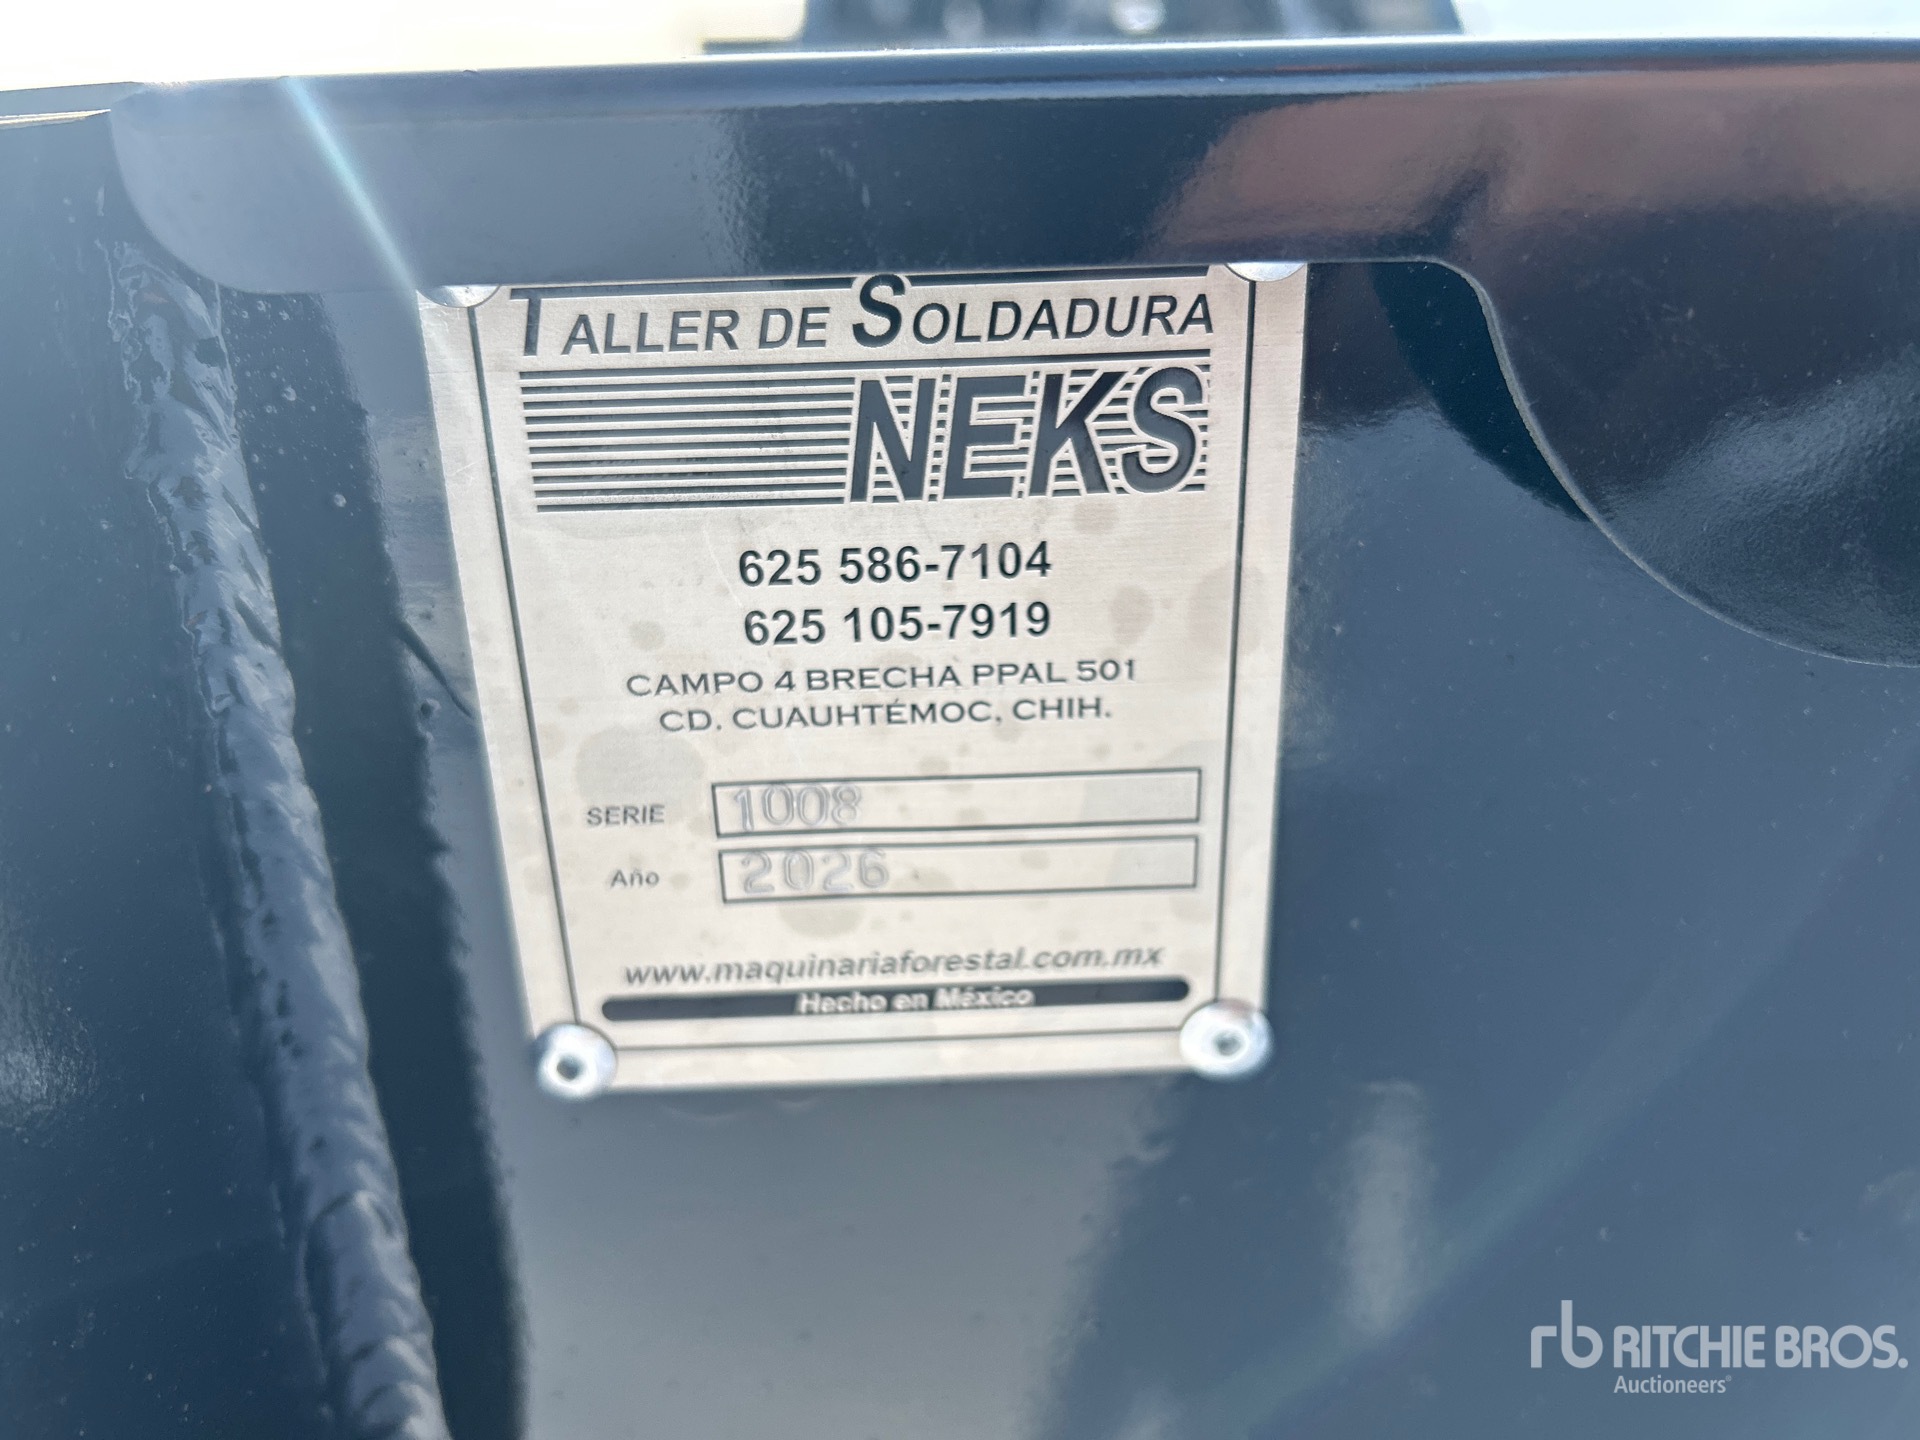 TALLER DE SOLDADURA
NEKS
625 586-7104
625 105-7919
CAMPO 4 BRECHA PPAL 501
CD. CUAUHTÉMOC, CHIH.
SERIE 1008
Año 2026
www.maquinariaforestal.com.mx
Hecho en México
rb RITCHIE BROS.
Auctioneers